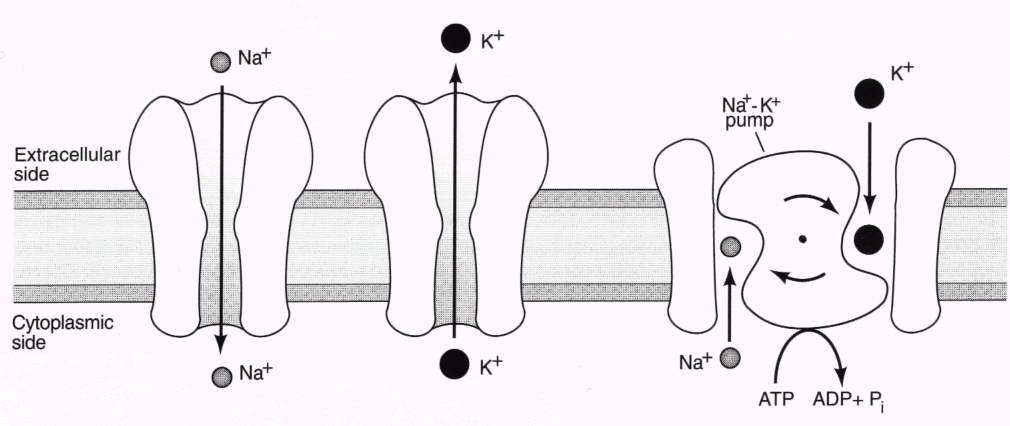 Na⁺
K⁺
K⁺
Na⁺-K⁺
pump
Extracellular
side
Cytoplasmic
side
Na⁺
K⁺
Na⁺
ATP
ADP+ Pᵢ